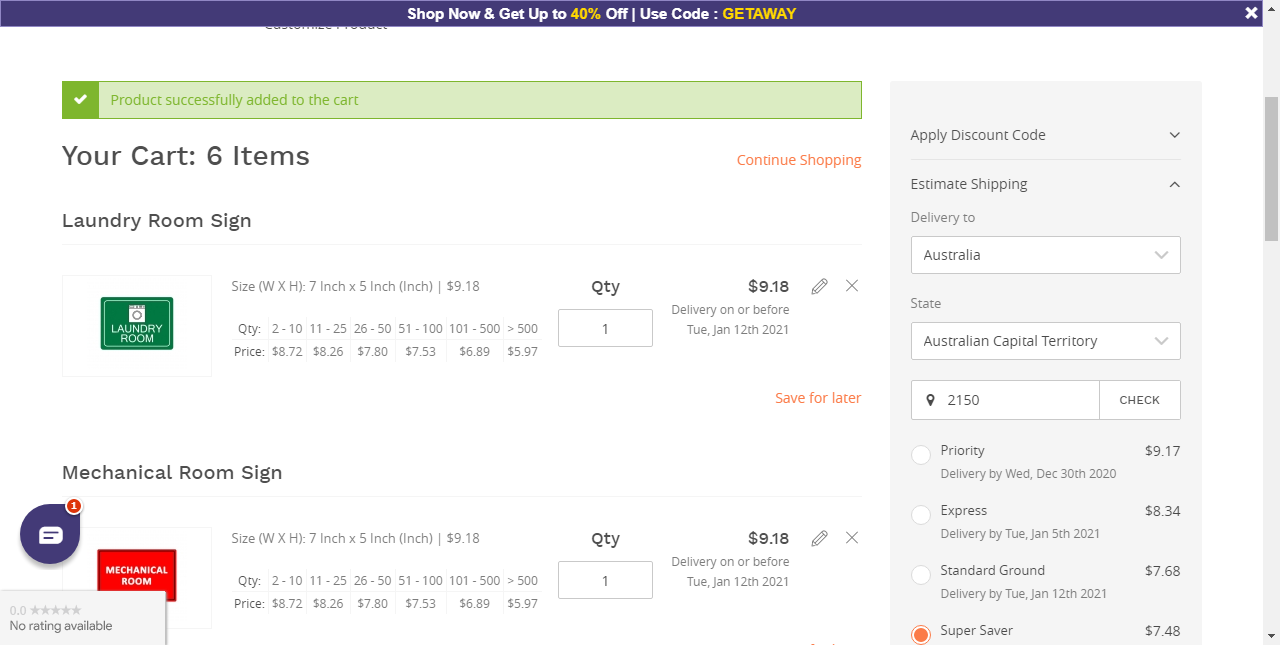 Shop Now & Get Up to 40% Off | Use Code : GETAWAY
Customize Product
Product successfully added to the cart
Your Cart: 6 Items
Continue Shopping
Laundry Room Sign
LAUNDRY
ROOM
Size (W X H): 7 Inch x 5 Inch (Inch) | $9.18
Qty: 2 - 10 11 - 25 26 - 50 51 - 100 101 - 500 > 500
Price: $8.72 $8.26 $7.80 $7.53 $6.89 $5.97
Qty
1
$9.18
Delivery on or before
Tue, Jan 12th 2021
Save for later
Mechanical Room Sign
MECHANICAL
ROOM
Size (W X H): 7 Inch x 5 Inch (Inch) | $9.18
Qty: 2 - 10 11 - 25 26 - 50 51 - 100 101 - 500 > 500
Price: $8.72 $8.26 $7.80 $7.53 $6.89 $5.97
Qty
1
$9.18
Delivery on or before
Tue, Jan 12th 2021
1
0.0
No rating available
Apply Discount Code
Estimate Shipping
Delivery to
Australia
State
Australian Capital Territory
2150
CHECK
Priority $9.17
Delivery by Wed, Dec 30th 2020
Express $8.34
Delivery by Tue, Jan 5th 2021
Standard Ground $7.68
Delivery by Tue, Jan 12th 2021
Super Saver $7.48